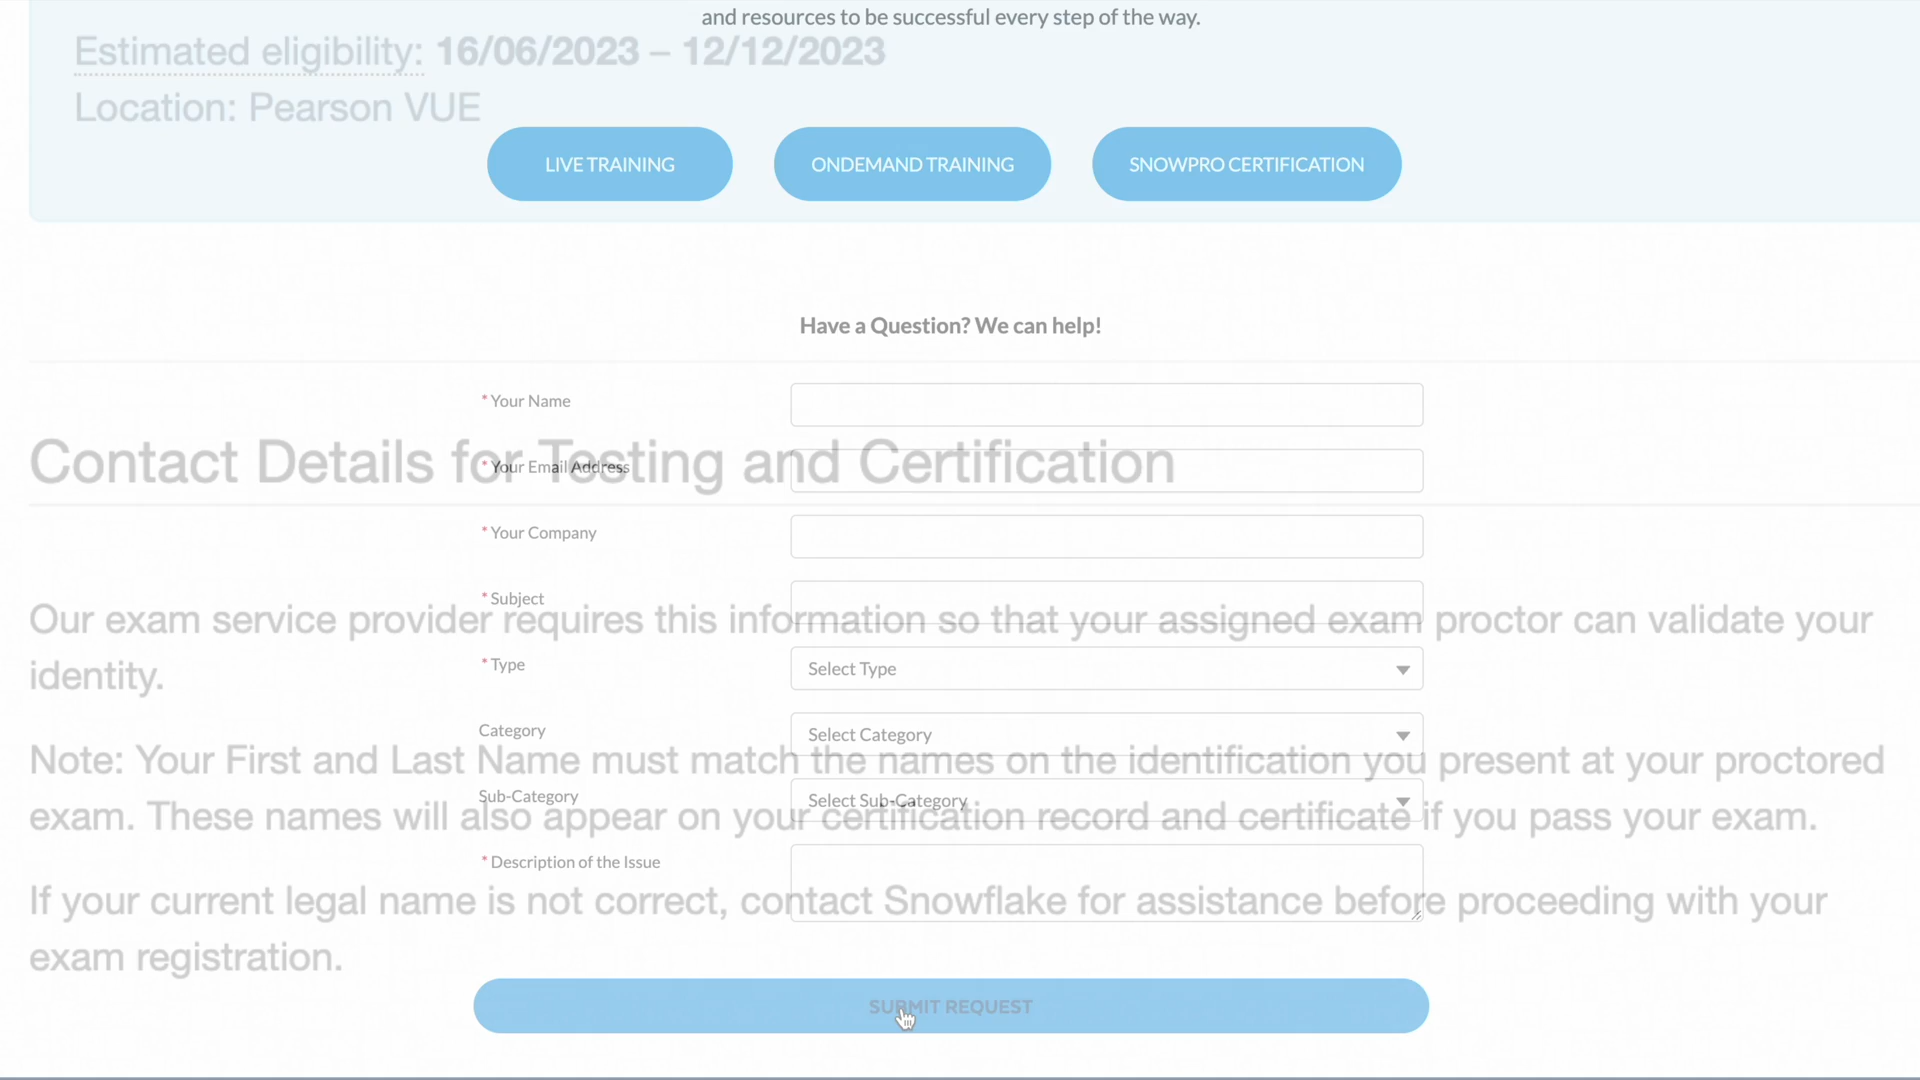 and resources to be successful every step of the way.
Estimated eligibility: 16/06/2023 – 12/12/2023
Location: Pearson VUE
LIVE TRAINING
ONDEMAND TRAINING
SNOWPRO CERTIFICATION
Have a Question? We can help!
* Your Name
Contact Details for Testing and Certification
* Your Email Address
* Your Company
* Subject
Our exam service provider requires this information so that your assigned exam proctor can validate your
identity.
* Type
Select Type
Category
Select Category
Note: Your First and Last Name must match the names on the identification you present at your proctored
Sub-Category
Select Sub-Category
exam. These names will also appear on your certification record and certificate if you pass your exam.
* Description of the Issue
If your current legal name is not correct, contact Snowflake for assistance before proceeding with your
exam registration.
SUBMIT REQUEST